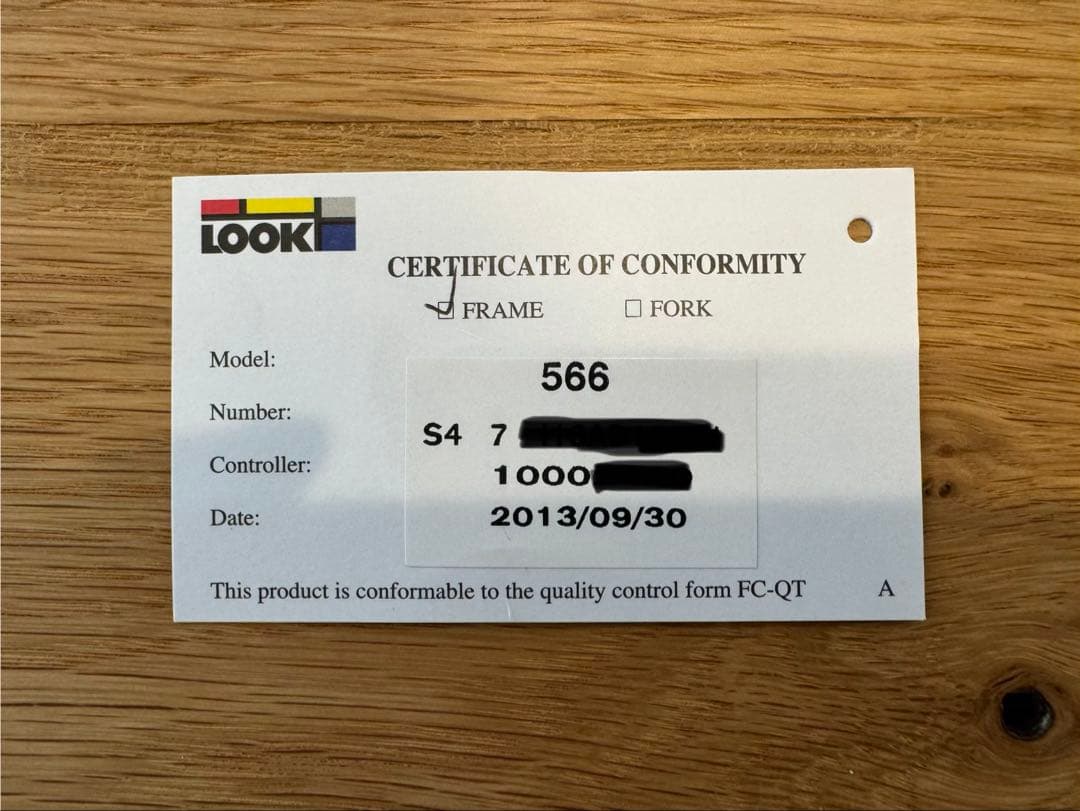 LOOK
CERTIFICATE OF CONFORMITY
☑ FRAME ☐ FORK
Model: 566
Number: S4 7
Controller: 1000
Date: 2013/09/30
This product is conformable to the quality control form FC-QT A